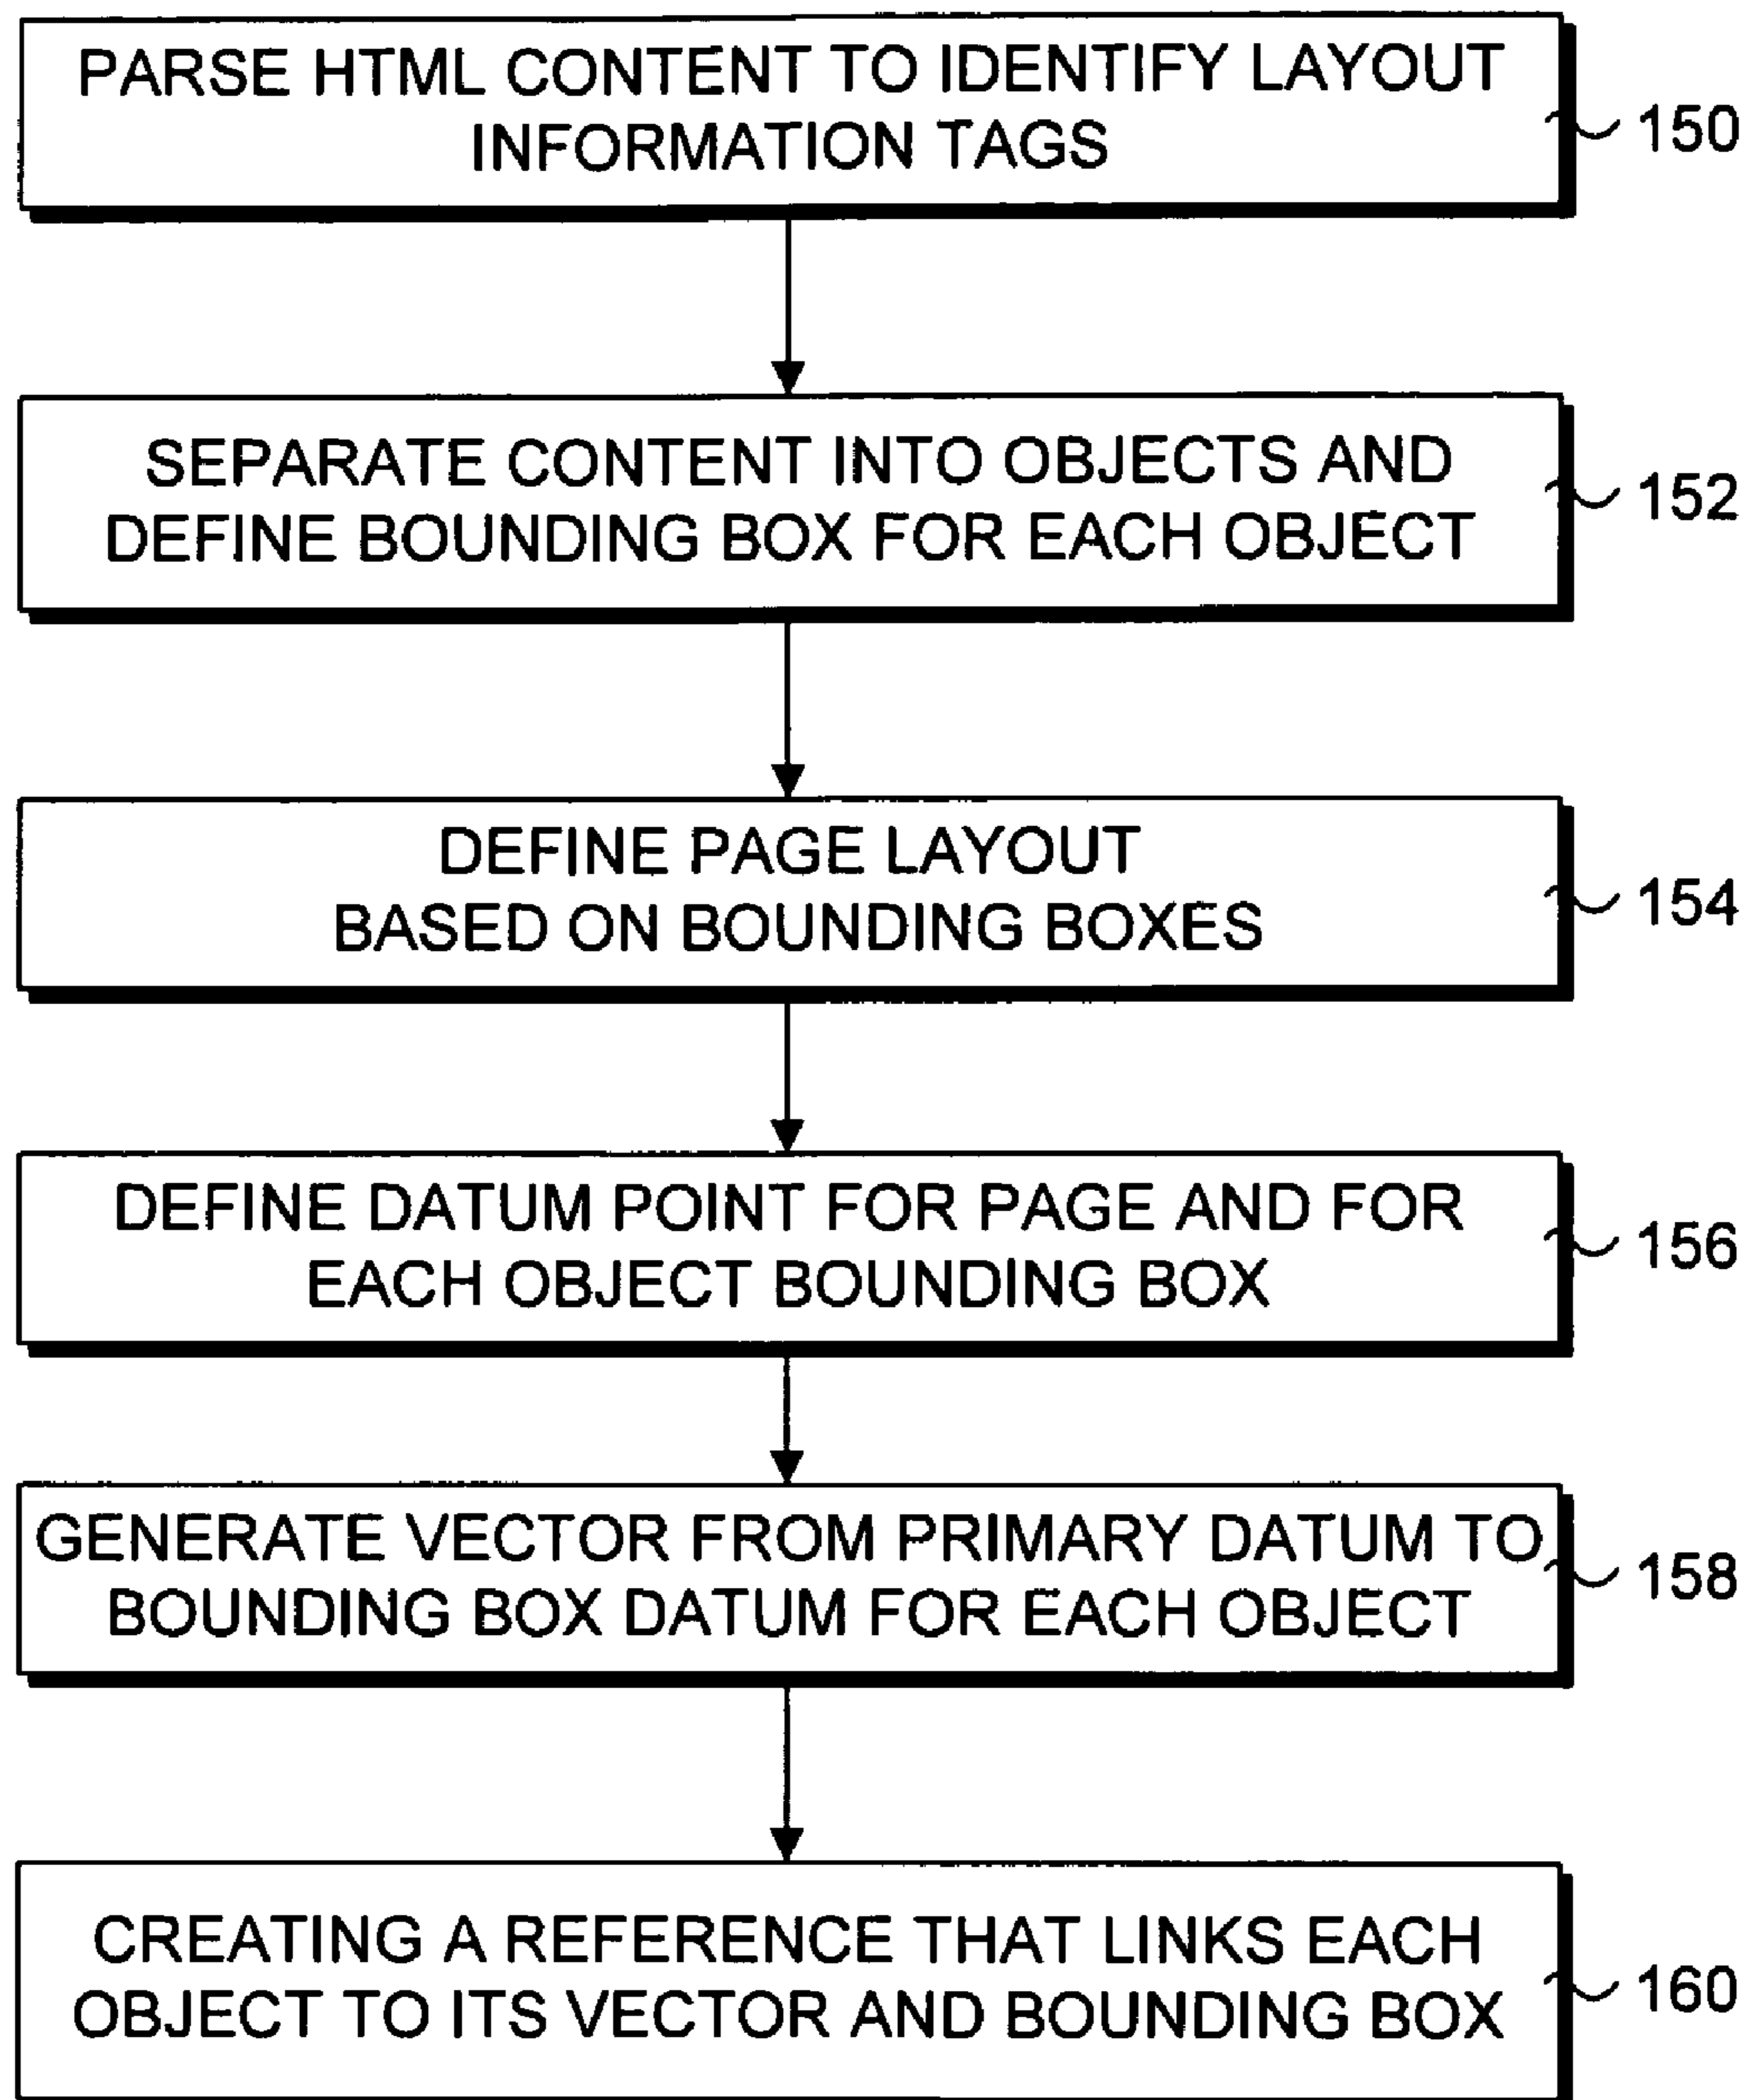 PARSE HTML CONTENT TO IDENTIFY LAYOUT
INFORMATION TAGS
150
SEPARATE CONTENT INTO OBJECTS AND
DEFINE BOUNDING BOX FOR EACH OBJECT
152
DEFINE PAGE LAYOUT
BASED ON BOUNDING BOXES
154
DEFINE DATUM POINT FOR PAGE AND FOR
EACH OBJECT BOUNDING BOX
156
GENERATE VECTOR FROM PRIMARY DATUM TO
BOUNDING BOX DATUM FOR EACH OBJECT
158
CREATING A REFERENCE THAT LINKS EACH
OBJECT TO ITS VECTOR AND BOUNDING BOX
160